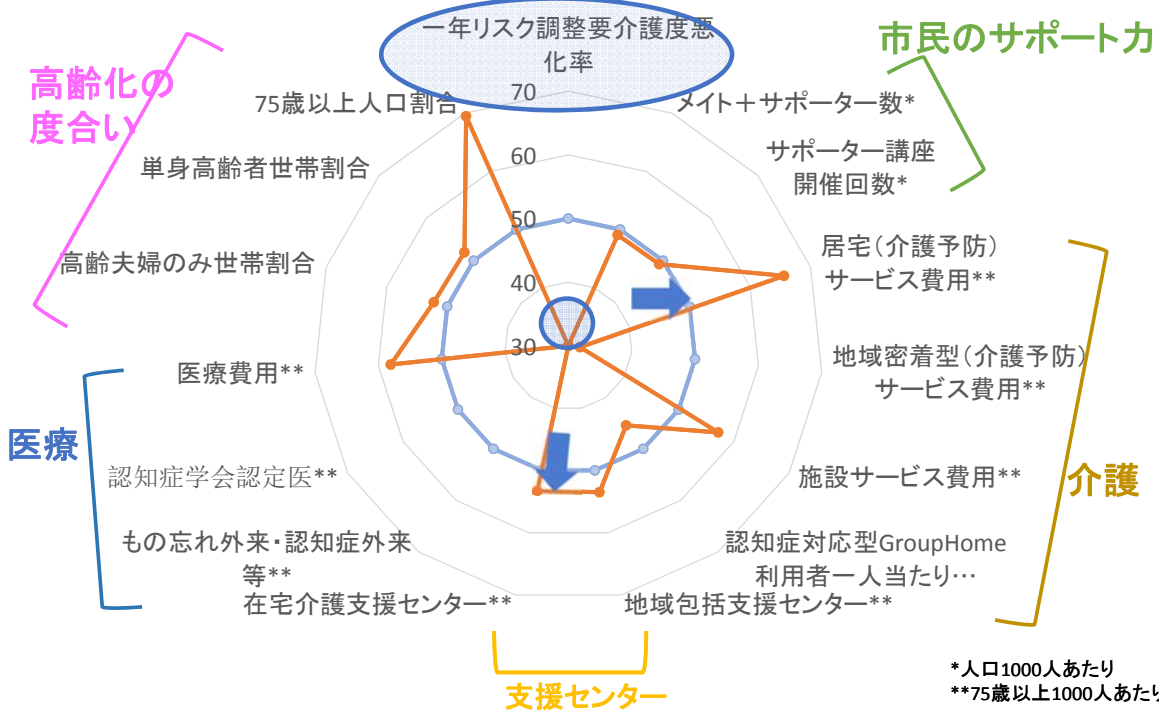 一年リスク調整要介護度悪
化率
市民のサポート力
高齢化の
度合い
75歳以上人口割合
70
メイト+サポーター数*
単身高齢者世帯割合
60
サポーター講座
開催回数*
50
高齢夫婦のみ世帯割合
居宅(介護予防)
サービス費用**
40
30
医療費用**
地域密着型(介護予防)
サービス費用**
医療
認知症学会認定医**
施設サービス費用**
介護
もの忘れ外来・認知症外来
等**
認知症対応型GroupHome
利用者一人当たり…
在宅介護支援センター**
地域包括支援センター**
支援センター
*人口1000人あたり
**75歳以上1000人あたり